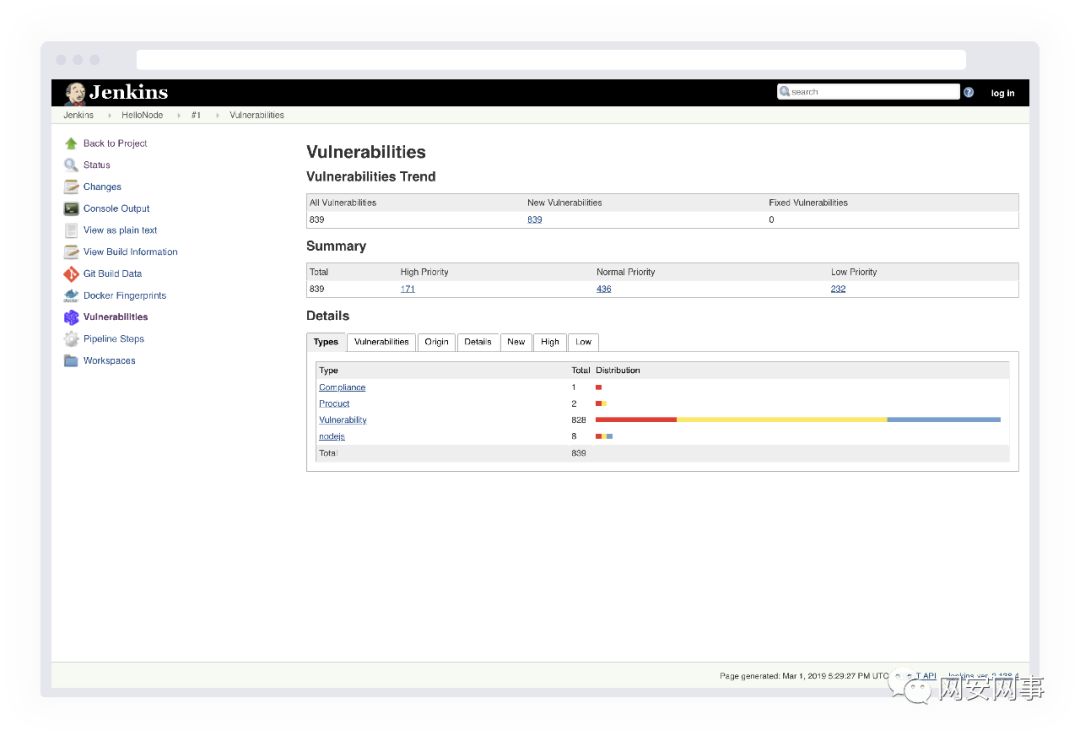 Jenkins
search
log in
Jenkins HelloNode #1 Vulnerabilities
Back to Project
Status
Changes
Console Output
View as plain text
View Build Information
Git Build Data
Docker Fingerprints
Vulnerabilities
Pipeline Steps
Workspaces
Vulnerabilities
Vulnerabilities Trend
All Vulnerabilities New Vulnerabilities Fixed Vulnerabilities
839 839 0
Summary
Total High Priority Normal Priority Low Priority
839 171 436 232
Details
Types Vulnerabilities Origin Details New High Low
Type Total Distribution
Compliance 1
Product 2
Vulnerability 828
nodejs 8
Total 839
Page generated: Mar 1, 2019 5:29:27 PM UTC API Jenkins ver.
网安网事